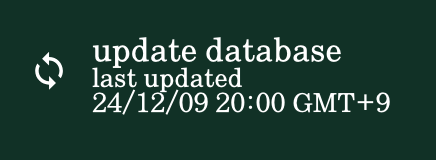 update database
last updated
24/12/09 20:00 GMT+9